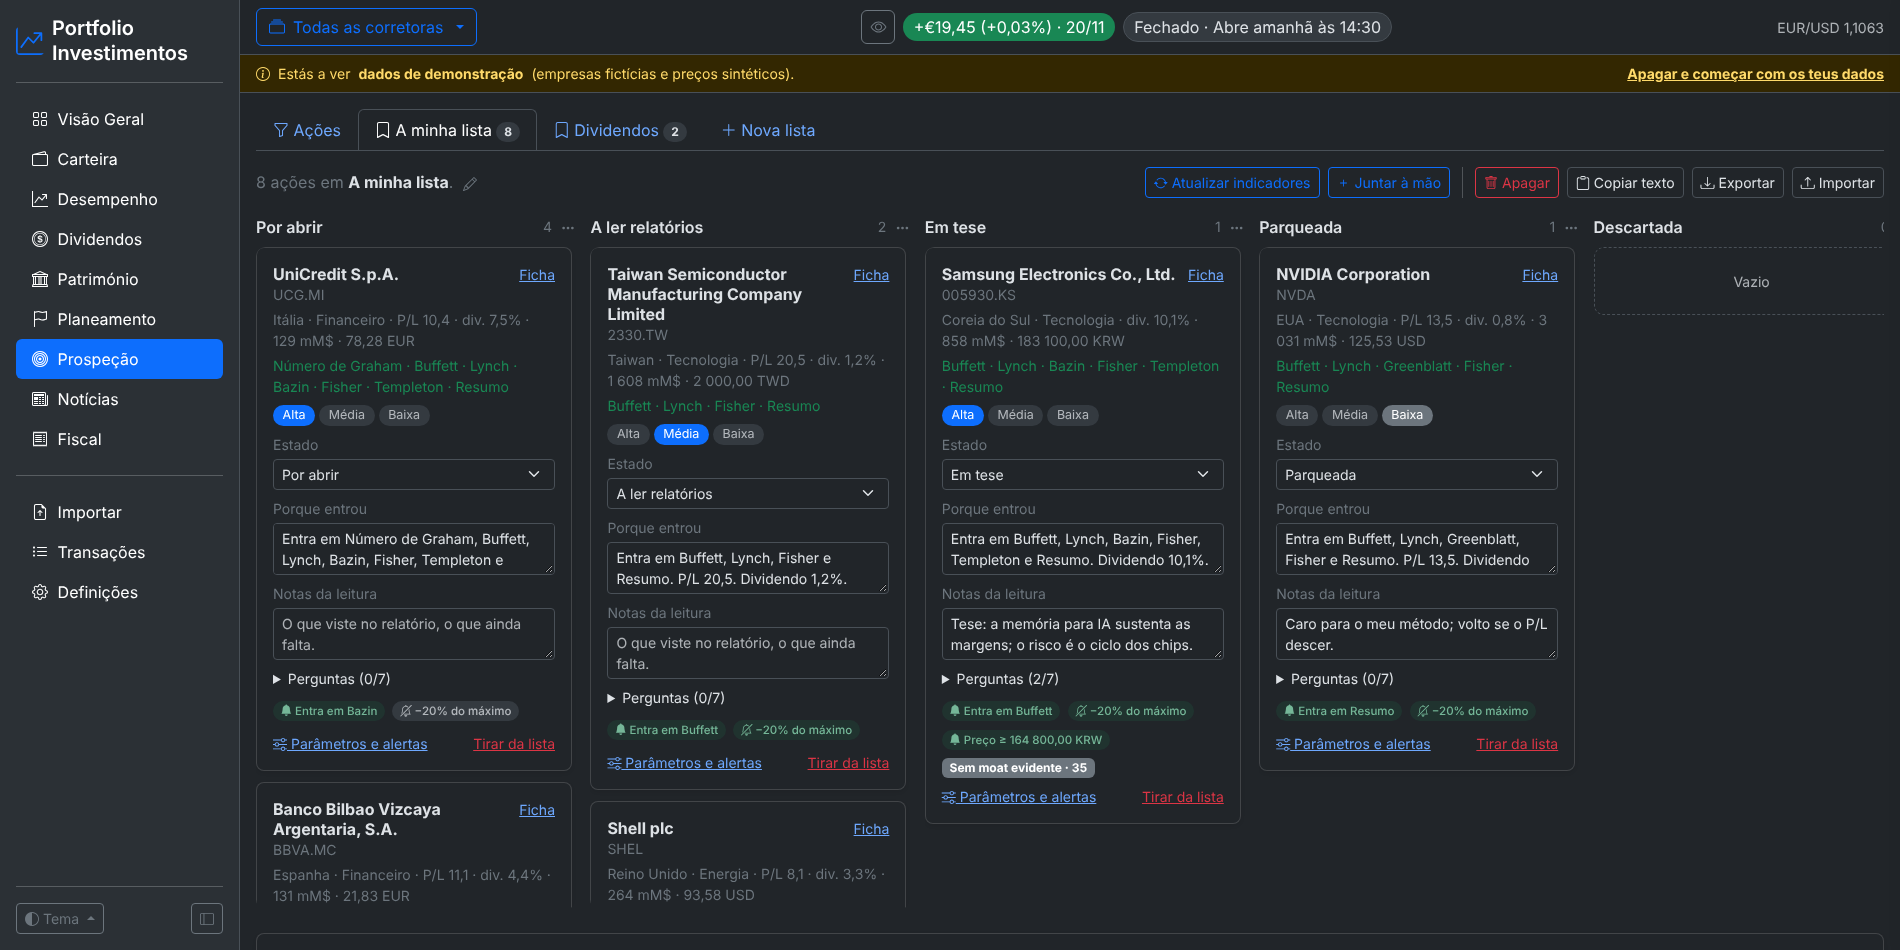 Portfolio
Investimentos
Visão Geral
Carteira
Desempenho
Dividendos
Património
Planeamento
Prospeção
Notícias
Fiscal
Importar
Transações
Definições
Tema
Todas as corretoras
+€19,45 (+0,03%) · 20/11
Fechado · Abre amanhã às 14:30
EUR/USD 1,1063
Estás a ver dados de demonstração (empresas fictícias e preços sintéticos).
Apagar e começar com os teus dados
Ações
A minha lista 8
Dividendos 2
Nova lista
8 ações em A minha lista.
Atualizar indicadores
+ Juntar à mão
Apagar
Copiar texto
Exportar
Importar
Por abrir 4 ···
UniCredit S.p.A. Ficha
UCG.MI
Itália · Financeiro · P/L 10,4 · div. 7,5% ·
129 mM$ · 78,28 EUR
Número de Graham · Buffett · Lynch ·
Bazin · Fisher · Templeton · Resumo
Alta Média Baixa
Estado
Por abrir
Porque entrou
Entra em Número de Graham, Buffett,
Lynch, Bazin, Fisher, Templeton e
Notas da leitura
O que viste no relatório, o que ainda
falta.
Perguntas (0/7)
Entra em Bazin −20% do máximo
Parâmetros e alertas Tirar da lista
Banco Bilbao Vizcaya
Argentaria, S.A. Ficha
BBVA.MC
Espanha · Financeiro · P/L 11,1 · div. 4,4% ·
131 mM$ · 21,83 EUR
A ler relatórios 2 ···
Taiwan Semiconductor
Manufacturing Company
Limited Ficha
2330.TW
Taiwan · Tecnologia · P/L 20,5 · div. 1,2% ·
1 608 mM$ · 2 000,00 TWD
Buffett · Lynch · Fisher · Resumo
Alta Média Baixa
Estado
A ler relatórios
Porque entrou
Entra em Buffett, Lynch, Fisher e
Resumo. P/L 20,5. Dividendo 1,2%.
Notas da leitura
O que viste no relatório, o que ainda
falta.
Perguntas (0/7)
Entra em Buffett −20% do máximo
Parâmetros e alertas Tirar da lista
Shell plc Ficha
SHEL
Reino Unido · Energia · P/L 8,1 · div. 3,3% ·
264 mM$ · 93,58 USD
Em tese 1 ···
Samsung Electronics Co., Ltd. Ficha
005930.KS
Coreia do Sul · Tecnologia · div. 10,1% ·
858 mM$ · 183 100,00 KRW
Buffett · Lynch · Bazin · Fisher · Templeton
· Resumo
Alta Média Baixa
Estado
Em tese
Porque entrou
Entra em Buffett, Lynch, Bazin, Fisher,
Templeton e Resumo. Dividendo 10,1%.
Notas da leitura
Tese: a memória para IA sustenta as
margens; o risco é o ciclo dos chips.
Perguntas (2/7)
Entra em Buffett −20% do máximo
Preço ≥ 164 800,00 KRW
Sem moat evidente · 35
Parâmetros e alertas Tirar da lista
Parqueada 1 ···
NVIDIA Corporation Ficha
NVDA
EUA · Tecnologia · P/L 13,5 · div. 0,8% · 3
031 mM$ · 125,53 USD
Buffett · Lynch · Greenblatt · Fisher ·
Resumo
Alta Média Baixa
Estado
Parqueada
Porque entrou
Entra em Buffett, Lynch, Greenblatt,
Fisher e Resumo. P/L 13,5. Dividendo
Notas da leitura
Caro para o meu método; volto se o P/L
descer.
Perguntas (0/7)
Entra em Resumo −20% do máximo
Parâmetros e alertas Tirar da lista
Descartada
Vazio